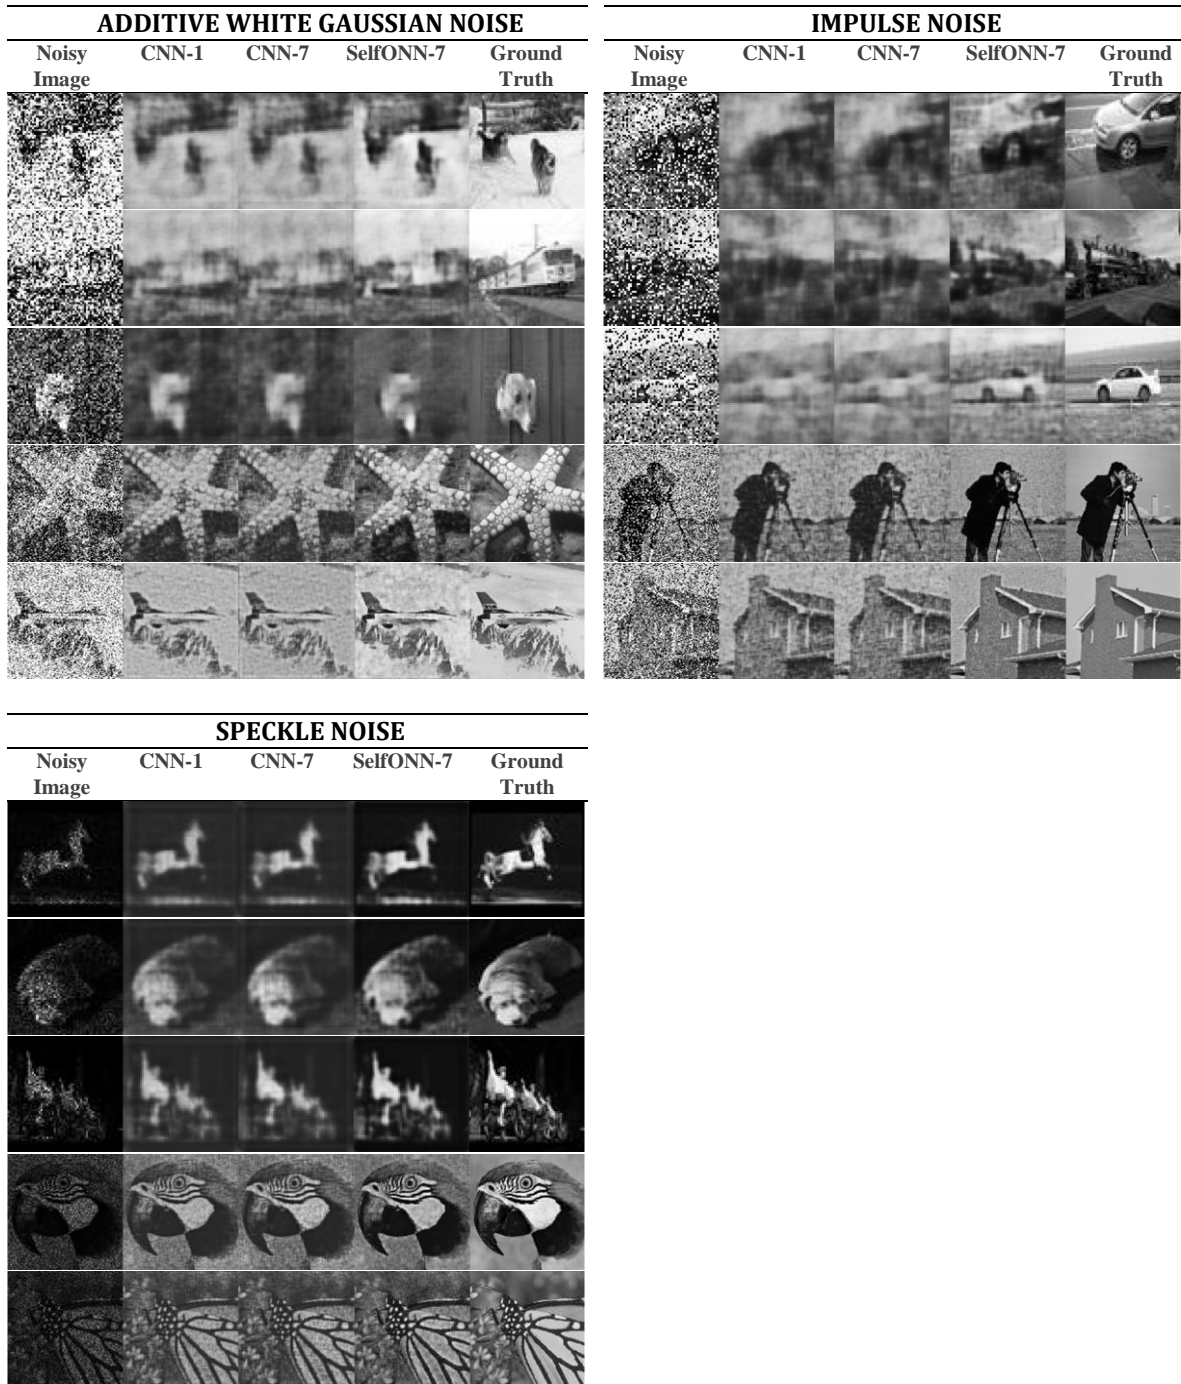 ADDITIVE WHITE GAUSSIAN NOISE
Noisy Image CNN-1 CNN-7 SelfONN-7 Ground Truth
IMPULSE NOISE
Noisy Image CNN-1 CNN-7 SelfONN-7 Ground Truth
SPECKLE NOISE
Noisy Image CNN-1 CNN-7 SelfONN-7 Ground Truth